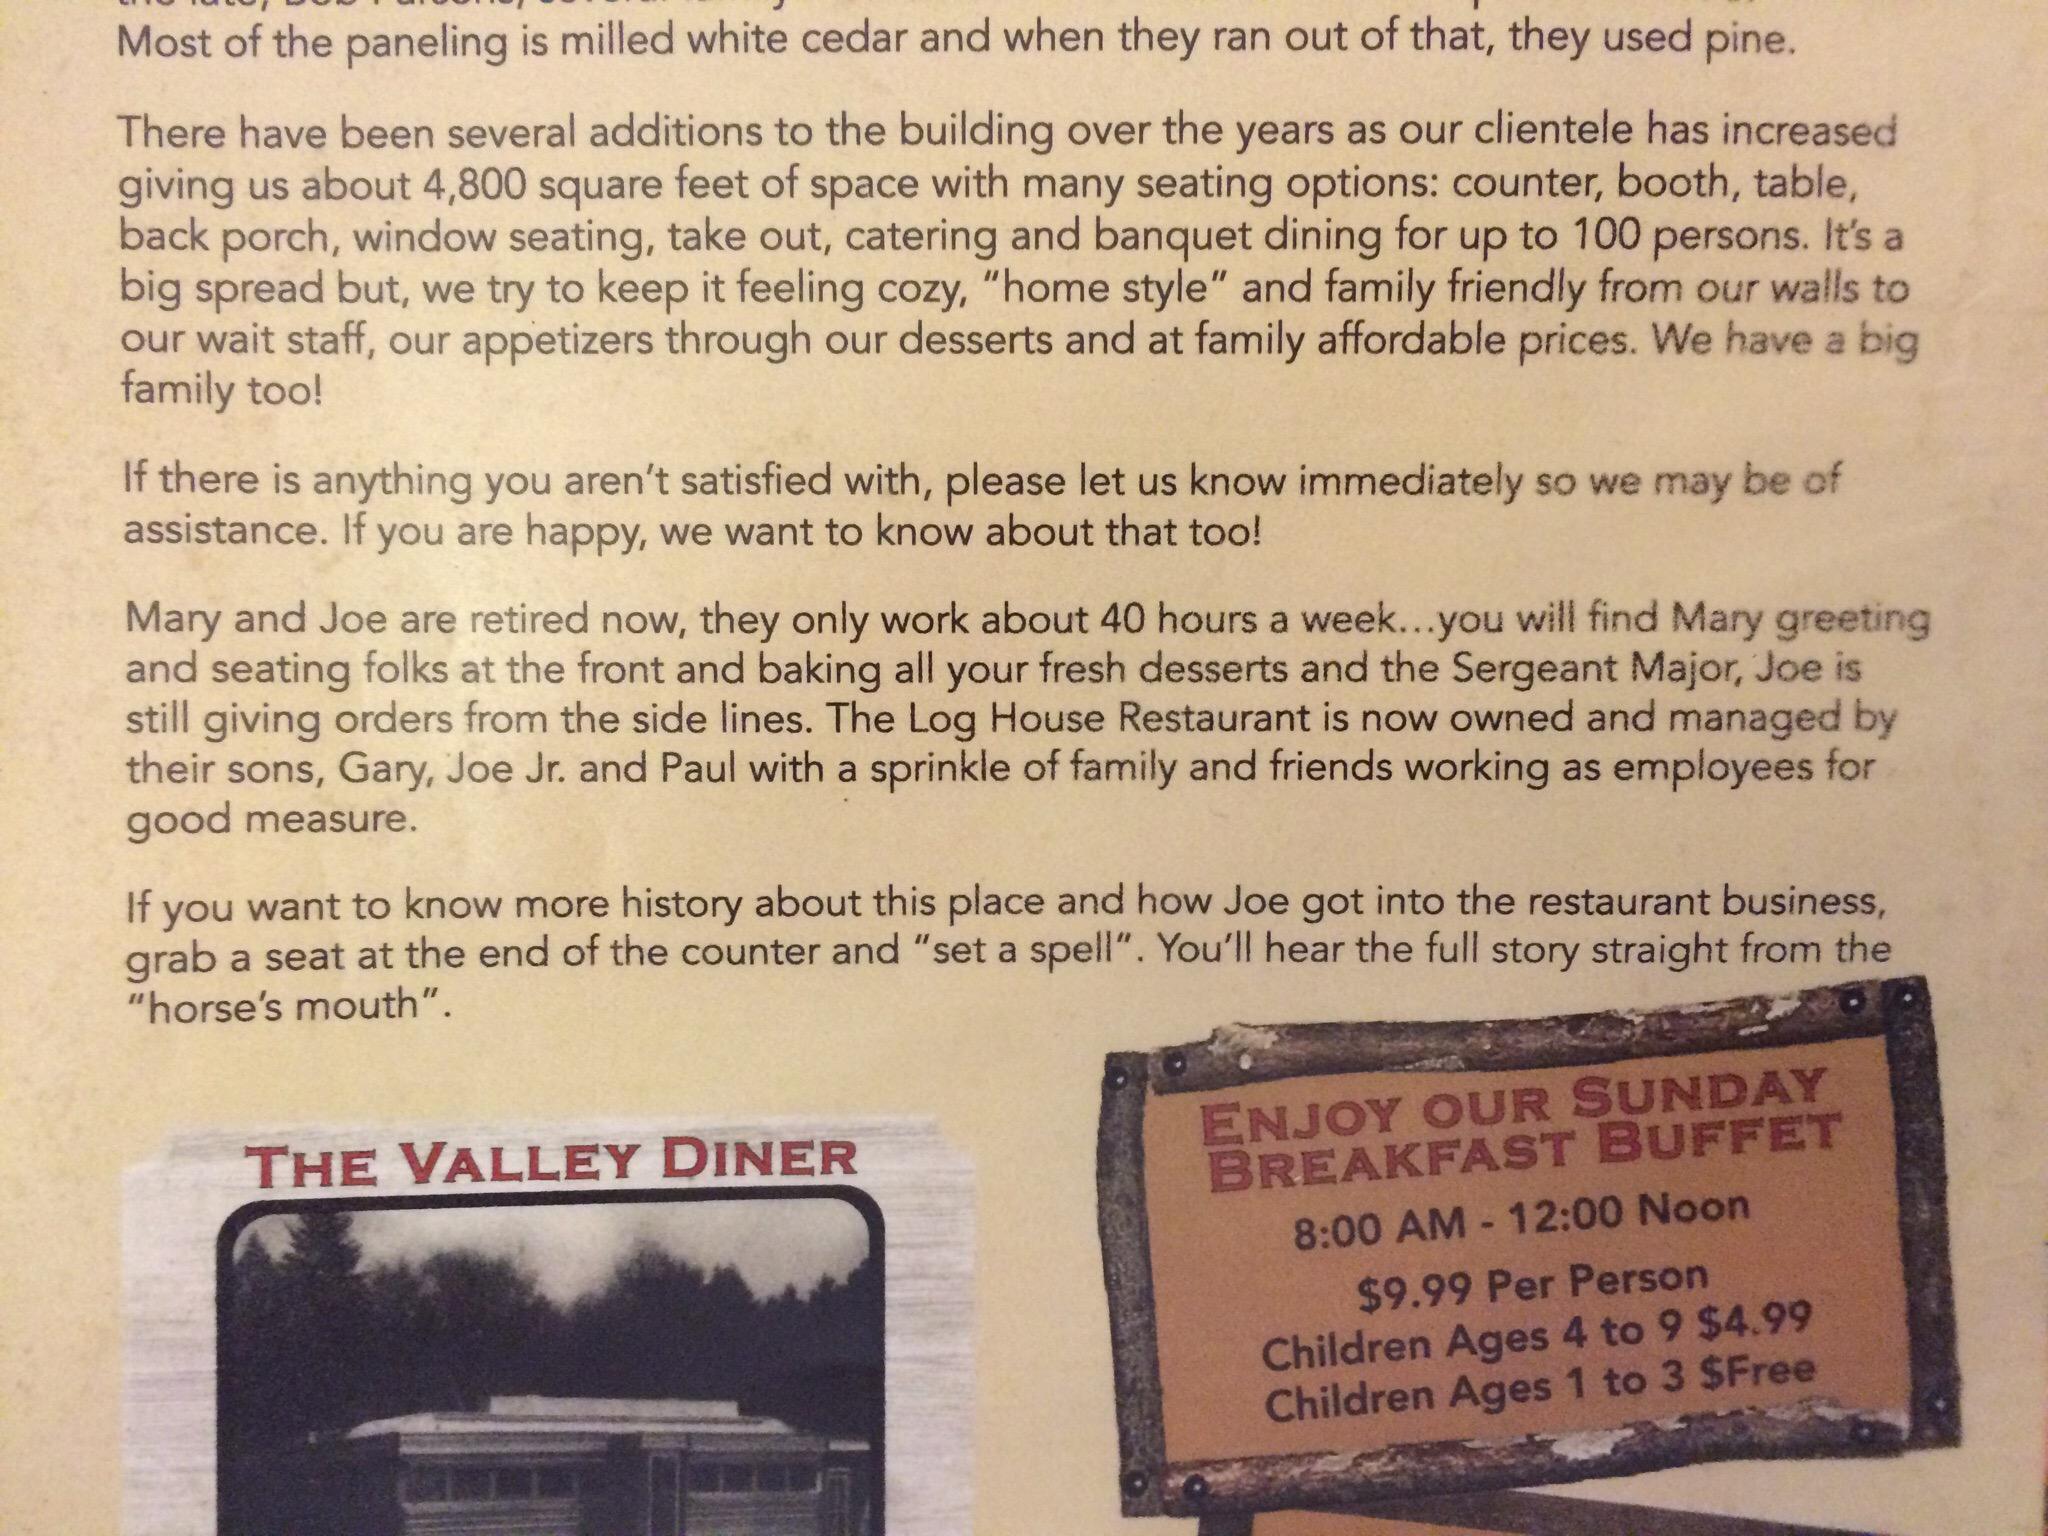 Most of the paneling is milled white cedar and when they ran out of that, they used pine.
There have been several additions to the building over the years as our clientele has increased
giving us about 4,800 square feet of space with many seating options: counter, booth, table,
back porch, window seating, take out, catering and banquet dining for up to 100 persons. It's a
big spread but, we try to keep it feeling cozy, "home style" and family friendly from our walls to
our wait staff, our appetizers through our desserts and at family affordable prices. We have a big
family too!
If there is anything you aren't satisfied with, please let us know immediately so we may be of
assistance. If you are happy, we want to know about that too!
Mary and Joe are retired now, they only work about 40 hours a week...you will find Mary greeting
and seating folks at the front and baking all your fresh desserts and the Sergeant Major, Joe is
still giving orders from the side lines. The Log House Restaurant is now owned and managed by
their sons, Gary, Joe Jr. and Paul with a sprinkle of family and friends working as employees for
good measure.
If you want to know more history about this place and how Joe got into the restaurant business,
grab a seat at the end of the counter and "set a spell". You'll hear the full story straight from the
"horse's mouth".
THE VALLEY DINER
ENJOY OUR SUNDAY
BREAKFAST BUFFET
8:00 AM - 12:00 Noon
$9.99 Per Person
Children Ages 4 to 9 $4.99
Children Ages 1 to 3 $Free